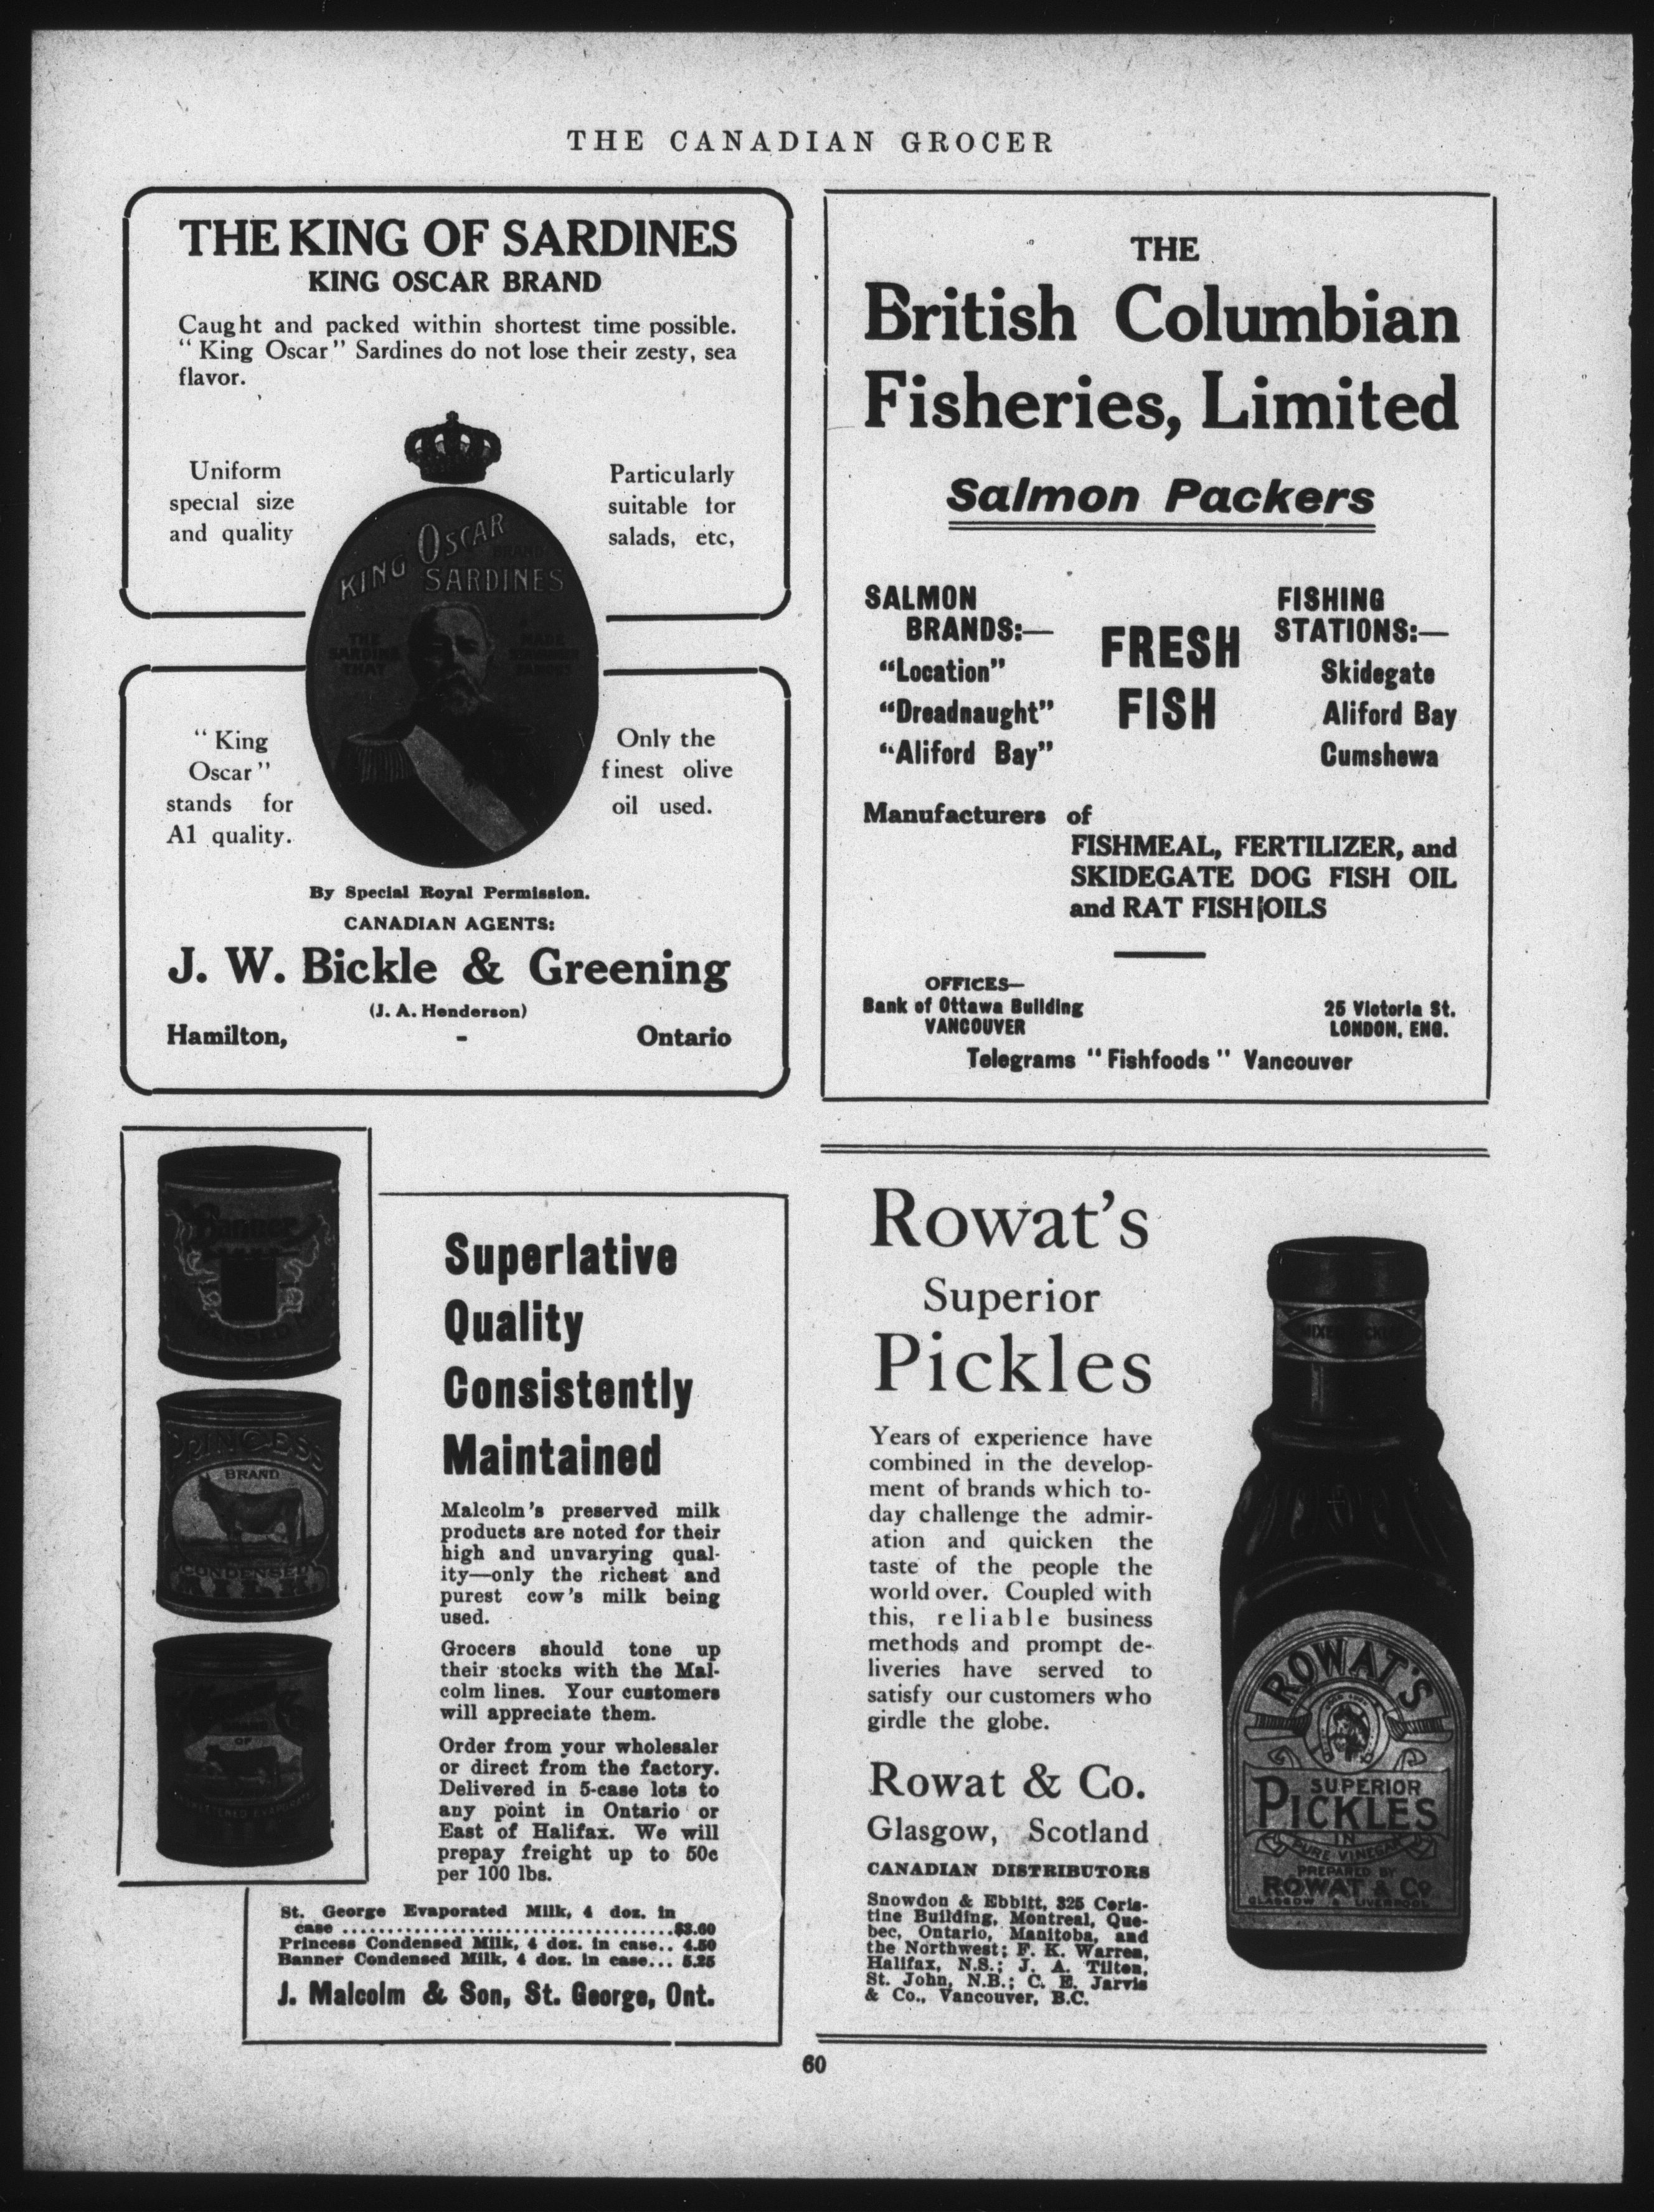 THE CANADIAN GROCER
THE KING OF SARDINES
KING OSCAR BRAND
Caught and packed within shortest time possible.
"King Oscar" Sardines do not lose their zesty, sea
flavor.
Uniform
special size
and quality
Particularly
suitable for
salads, etc,
KING OSCAR
BRAND
SARDINES
THE
SARDINE
THAT
MADE
FAMOUS
"King
Oscar"
stands for
A1 quality.
Only the
finest olive
oil used.
By Special Royal Permission.
CANADIAN AGENTS:
J. W. Bickle & Greening
(J. A. Henderson)
Hamilton, - Ontario
THE
British Columbian
Fisheries, Limited
Salmon Packers
SALMON
BRANDS:—
"Location"
"Dreadnaught"
"Aliford Bay"
FRESH
FISH
FISHING
STATIONS:—
Skidegate
Aliford Bay
Cumshewa
Manufacturers of
FISHMEAL, FERTILIZER, and
SKIDEGATE DOG FISH OIL
and RAT FISH OILS
OFFICES—
Bank of Ottawa Building
VANCOUVER
25 Victoria St.
LONDON, ENG.
Telegrams "Fishfoods" Vancouver
Banner
PRINCESS
BRAND
CONDENSED
MILK
BRAND
OF
Superlative
Quality
Consistently
Maintained
Malcolm's preserved milk
products are noted for their
high and unvarying qual-
ity—only the richest and
purest cow's milk being
used.
Grocers should tone up
their stocks with the Mal-
colm lines. Your customers
will appreciate them.
Order from your wholesaler
or direct from the factory.
Delivered in 5-case lots to
any point in Ontario or
East of Halifax. We will
prepay freight up to 50c
per 100 lbs.
St. George Evaporated Milk, 4 doz. in
case ..................................$3.60
Princess Condensed Milk, 4 doz. in case.. 4.50
Banner Condensed Milk, 4 doz. in case... 5.25
J. Malcolm & Son, St. George, Ont.
Rowat's
Superior
Pickles
Years of experience have
combined in the develop-
ment of brands which to-
day challenge the admir-
ation and quicken the
taste of the people the
world over. Coupled with
this, reliable business
methods and prompt de-
liveries have served to
satisfy our customers who
girdle the globe.
Rowat & Co.
Glasgow, Scotland
CANADIAN DISTRIBUTORS
Snowdon & Ebbitt, 325 Coris-
tine Building, Montreal, Que-
bec, Ontario, Manitoba, and
the Northwest; F. K. Warren,
Halifax, N.S.; J. A. Tilton,
St. John, N.B.; C. E. Jarvis
& Co., Vancouver, B.C.
MIXED PICKLES
ROWAT'S
SUPERIOR
PICKLES
IN
PURE VINEGAR
PREPARED BY
ROWAT & Co
GLASGOW & LIVERPOOL
60